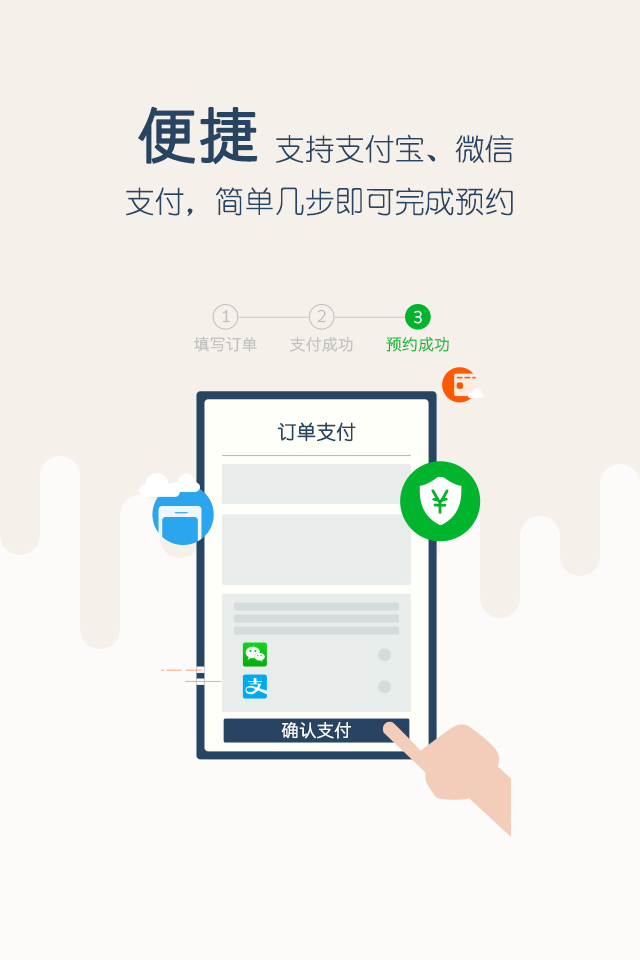 便捷 支持支付宝、微信
支付，简单几步即可完成预约
1 2 3
填写订单 支付成功 预约成功
订单支付
¥
支
确认支付